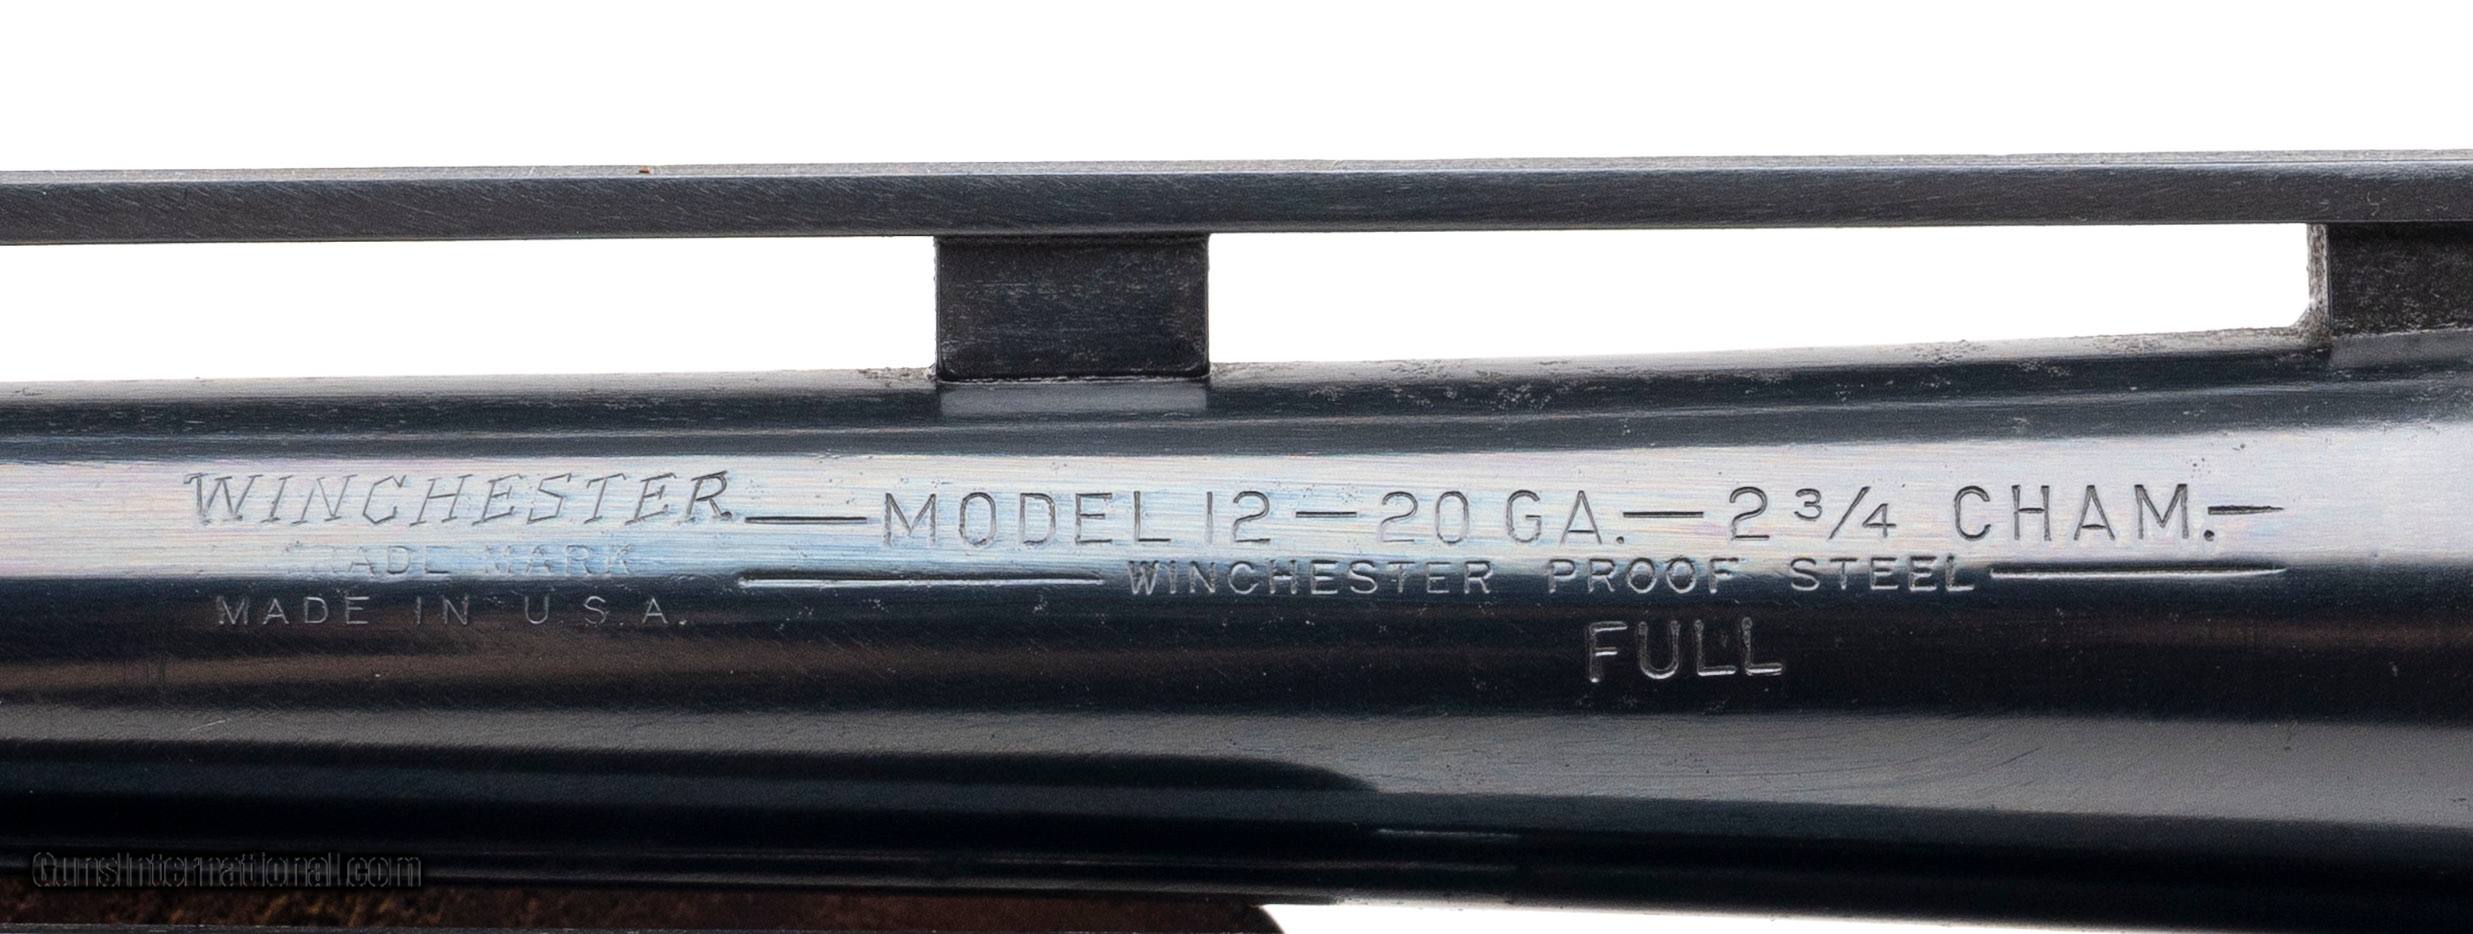 WINCHESTER.—MODEL 12—20 GA.—2 3/4 CHAM.—
TRADE MARK
—WINCHESTER PROOF STEEL—
MADE IN U.S.A.
FULL
GunsInternational.com